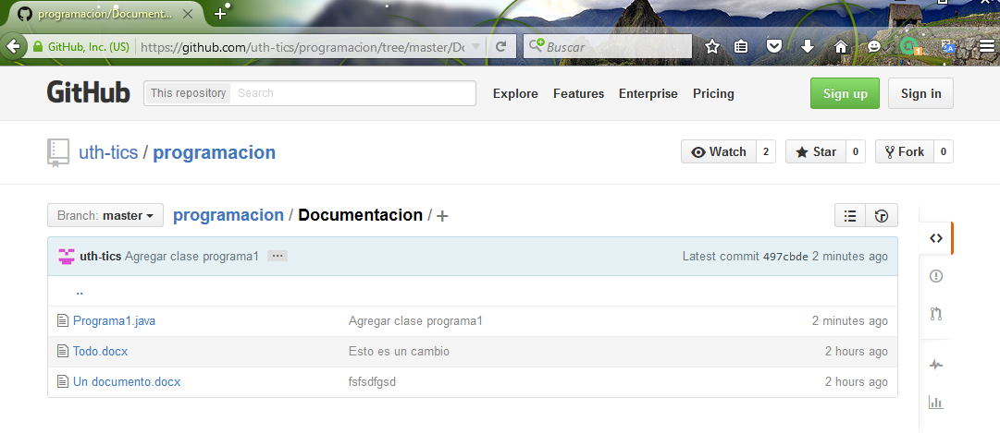 programacion/Document...
GitHub, Inc. (US) https://github.com/uth-tics/programacion/tree/master/Do Buscar
GitHub This repository Search Explore Features Enterprise Pricing Sign up Sign in
uth-tics / programacion Watch 2 Star 0 Fork 0
Branch: master programacion / Documentacion / +
uth-tics Agregar clase programa1 ... Latest commit 497cbde 2 minutes ago
..
Programa1.java Agregar clase programa1 2 minutes ago
Todo.docx Esto es un cambio 2 hours ago
Un documento.docx fsfsdfgsd 2 hours ago